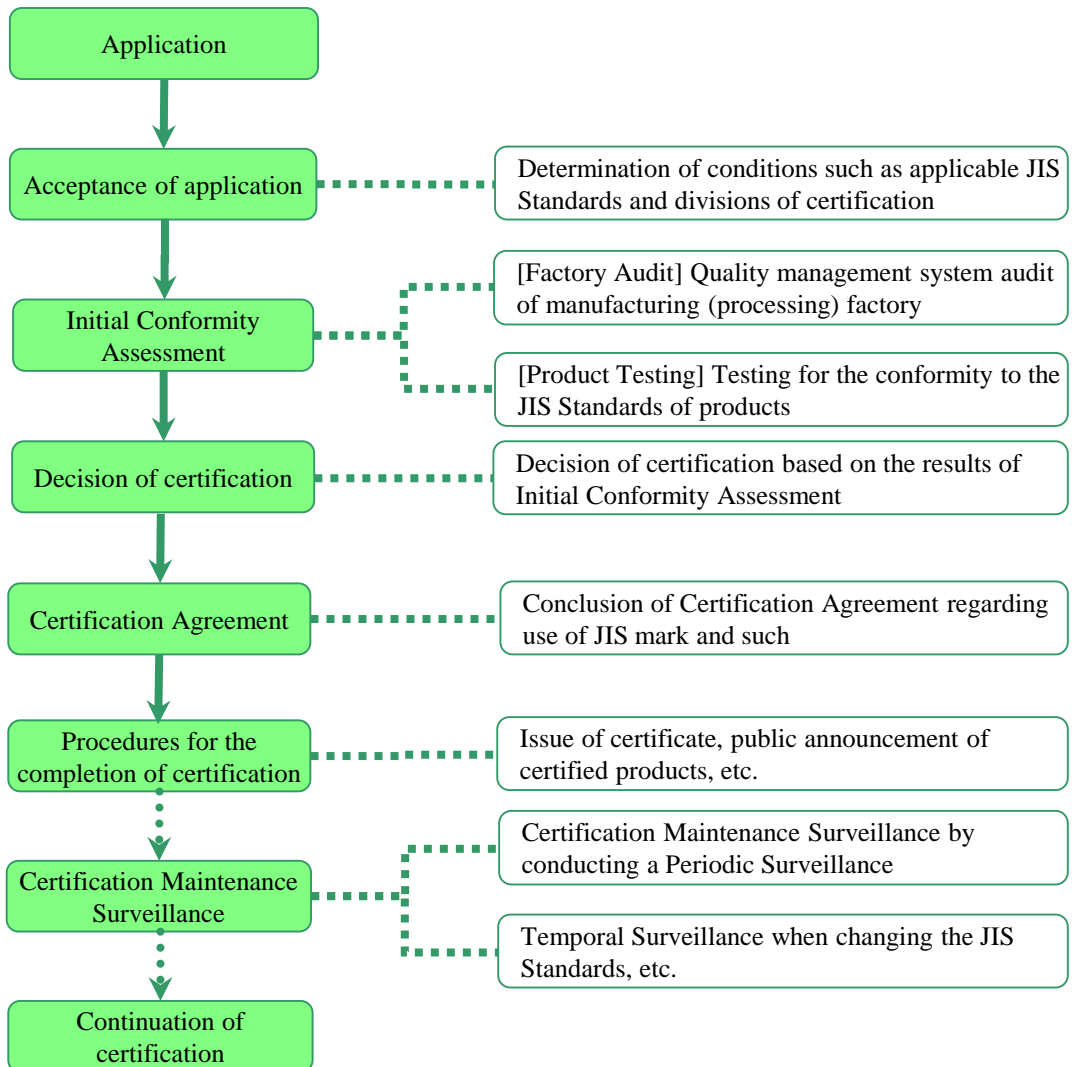 Application
Acceptance of application
Determination of conditions such as applicable JIS
Standards and divisions of certification
Initial Conformity
Assessment
[Factory Audit] Quality management system audit
of manufacturing (processing) factory
[Product Testing] Testing for the conformity to the
JIS Standards of products
Decision of certification
Decision of certification based on the results of
Initial Conformity Assessment
Certification Agreement
Conclusion of Certification Agreement regarding
use of JIS mark and such
Procedures for the
completion of certification
Issue of certificate, public announcement of
certified products, etc.
Certification Maintenance
Surveillance
Certification Maintenance Surveillance by
conducting a Periodic Surveillance
Temporal Surveillance when changing the JIS
Standards, etc.
Continuation of
certification